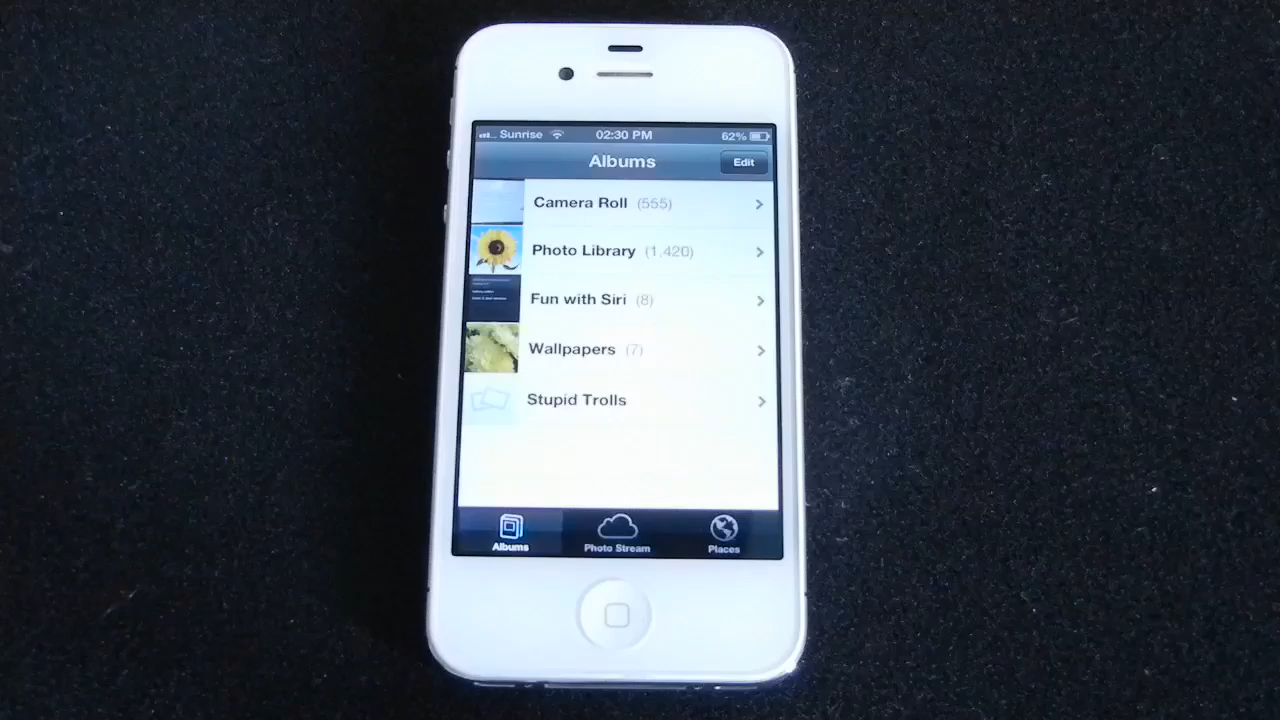 Sunrise 02:30 PM 62%
Albums Edit
Camera Roll (555)
Photo Library (1,420)
Fun with Siri (8)
Wallpapers (7)
Stupid Trolls
Albums Photo Stream Places